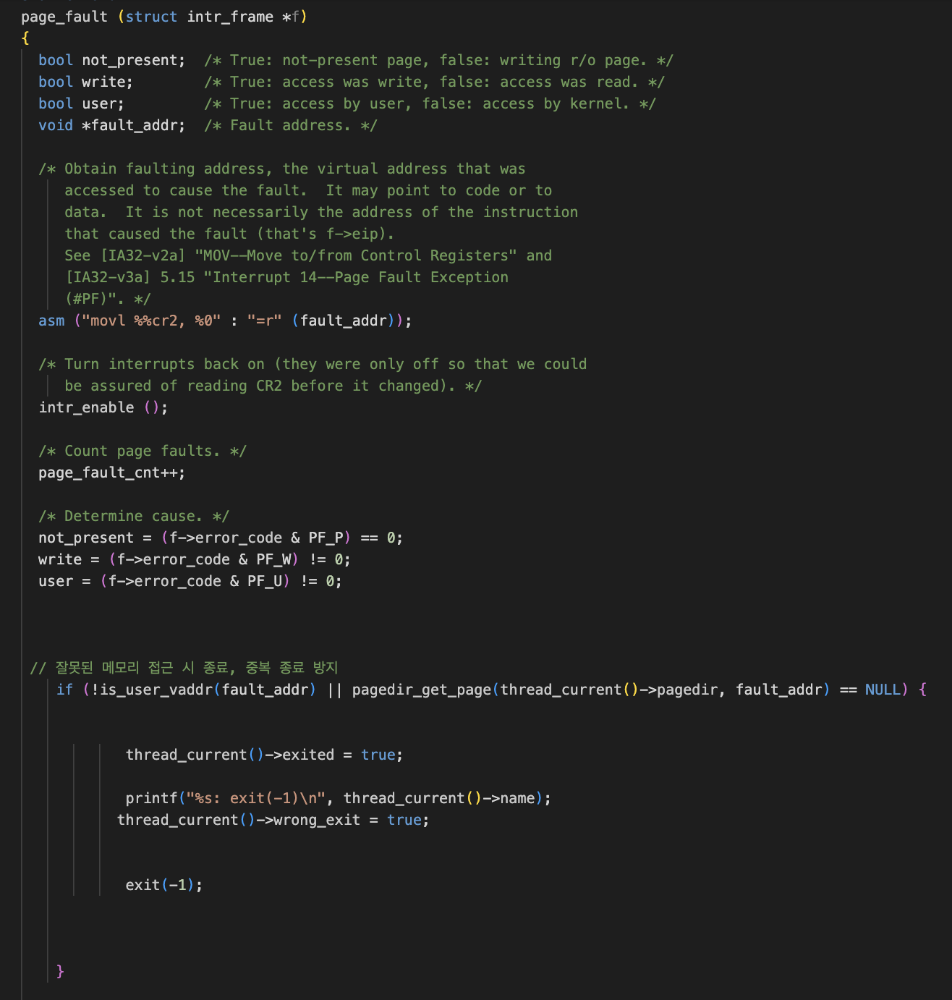 page_fault (struct intr_frame *f)
{
  bool not_present;  /* True: not-present page, false: writing r/o page. */
  bool write;        /* True: access was write, false: access was read. */
  bool user;         /* True: access by user, false: access by kernel. */
  void *fault_addr;  /* Fault address. */
  /* Obtain faulting address, the virtual address that was
     accessed to cause the fault.  It may point to code or to
     data.  It is not necessarily the address of the instruction
     that caused the fault (that's f->eip).
     See [IA32-v2a] "MOV--Move to/from Control Registers" and
     [IA32-v3a] 5.15 "Interrupt 14--Page Fault Exception
     (#PF)". */
  asm ("movl %%cr2, %0" : "=r" (fault_addr));
  /* Turn interrupts back on (they were only off so that we could
     be assured of reading CR2 before it changed). */
  intr_enable ();
  /* Count page faults. */
  page_fault_cnt++;
  /* Determine cause. */
  not_present = (f->error_code & PF_P) == 0;
  write = (f->error_code & PF_W) != 0;
  user = (f->error_code & PF_U) != 0;
 // 잘못된 메모리 접근 시 종료, 중복 종료 방지
    if (!is_user_vaddr(fault_addr) || pagedir_get_page(thread_current()->pagedir, fault_addr) == NULL) {
            thread_current()->exited = true;
            printf("%s: exit(-1)\n", thread_current()->name);
           thread_current()->wrong_exit = true;
            exit(-1);
    }